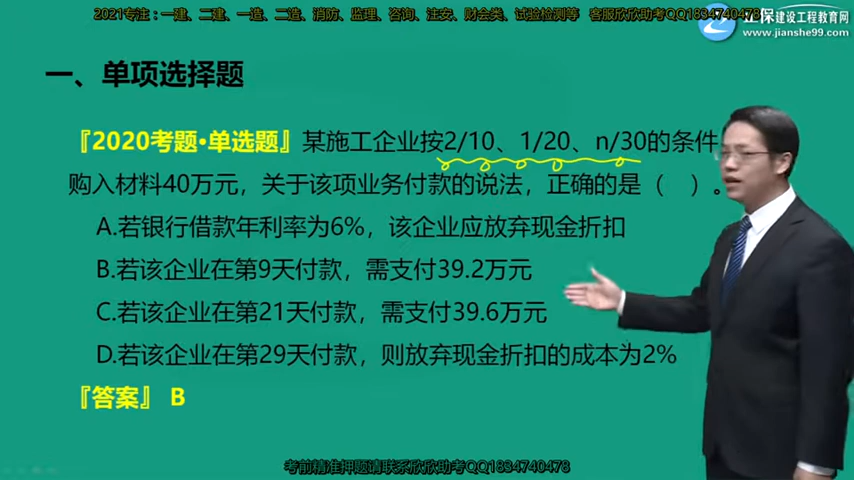 2021专注：一建、二建、一造、二造、消防、监理、咨询、注安、财会类、试验检测等 客服欣欣助考QQ1834740478
建设工程教育网
www.jianshe99.com
一、单项选择题
『2020考题·单选题』某施工企业按2/10、1/20、n/30的条件
购入材料40万元，关于该项业务付款的说法，正确的是（ ）。
A.若银行借款年利率为6%，该企业应放弃现金折扣
B.若该企业在第9天付款，需支付39.2万元
C.若该企业在第21天付款，需支付39.6万元
D.若该企业在第29天付款，则放弃现金折扣的成本为2%
『答案』 B
考前精准押题请联系欣欣助考QQ1834740478